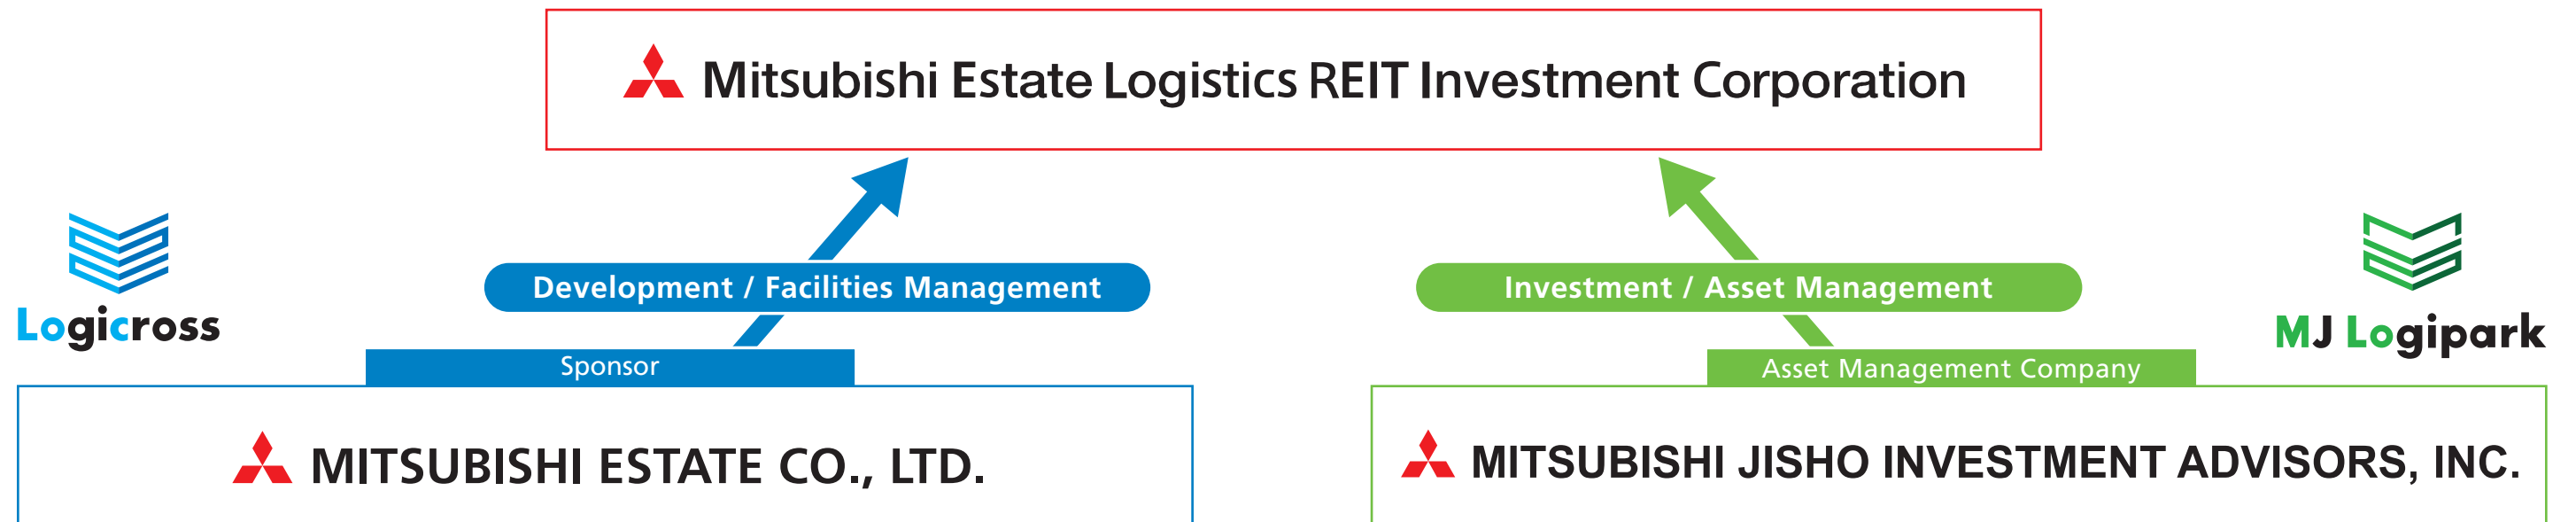 Mitsubishi Estate Logistics REIT Investment Corporation
Logicross
Development / Facilities Management
Investment / Asset Management
MJ Logipark
Sponsor
Asset Management Company
MITSUBISHI ESTATE CO., LTD.
MITSUBISHI JISHO INVESTMENT ADVISORS, INC.